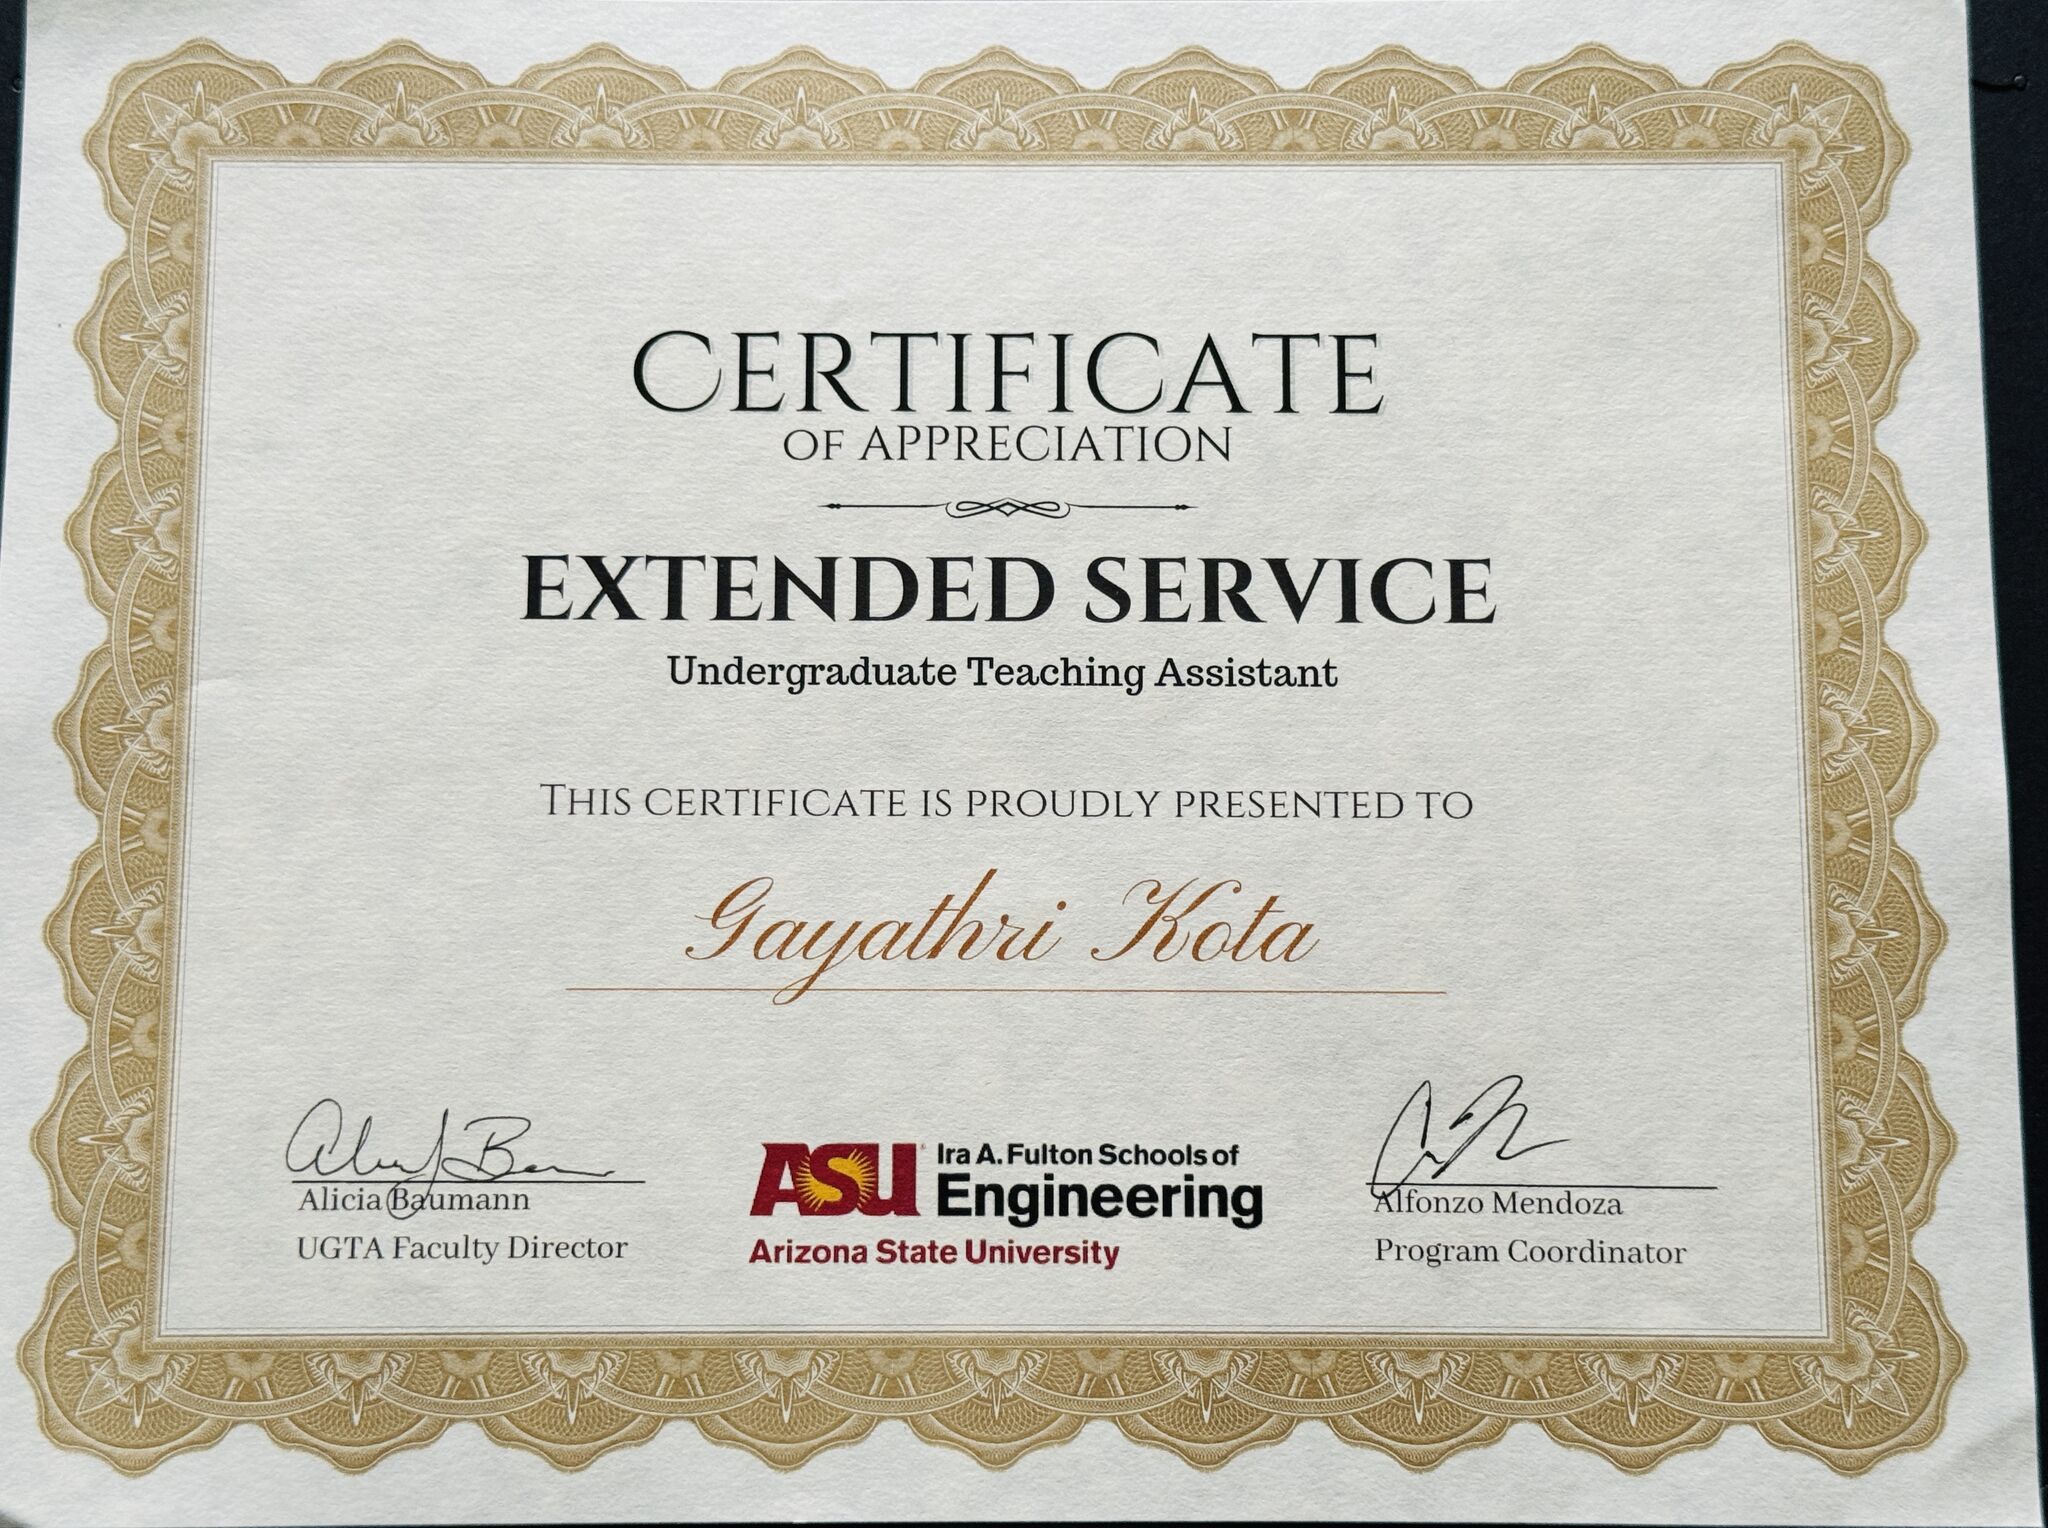 CERTIFICATE
OF APPRECIATION
EXTENDED SERVICE
Undergraduate Teaching Assistant
THIS CERTIFICATE IS PROUDLY PRESENTED TO
Gayathri Kota
Alicia Baumann
UGTA Faculty Director
ASU Ira A. Fulton Schools of
Engineering
Arizona State University
Alfonzo Mendoza
Program Coordinator